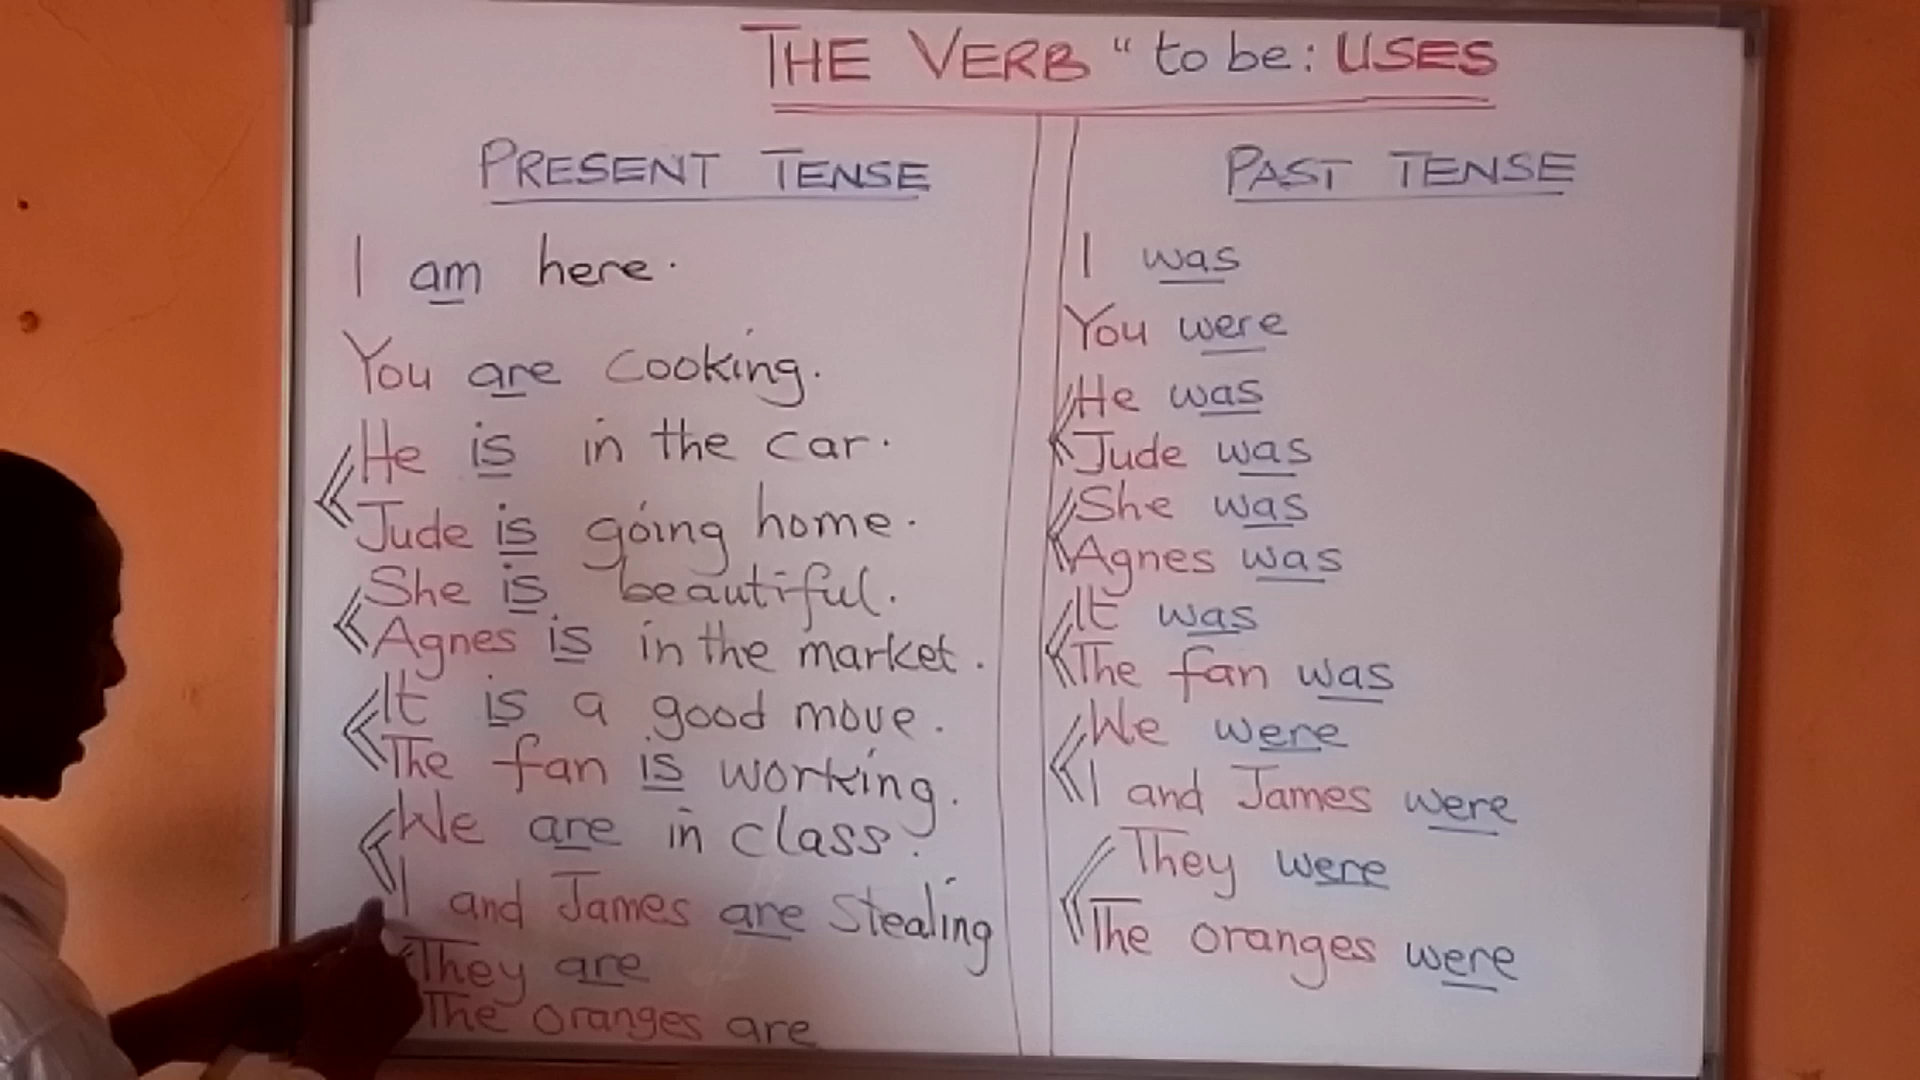 THE VERB "to be: USES
PRESENT TENSE
I am here.
You are cooking.
He is in the car.
Jude is going home.
She is beautiful.
Agnes is in the market.
It is a good move.
The fan is working.
We are in class.
I and James are stealing
They are
The oranges are
PAST TENSE
I was
You were
He was
Jude was
She was
Agnes was
It was
The fan was
We were
I and James were
They were
The oranges were